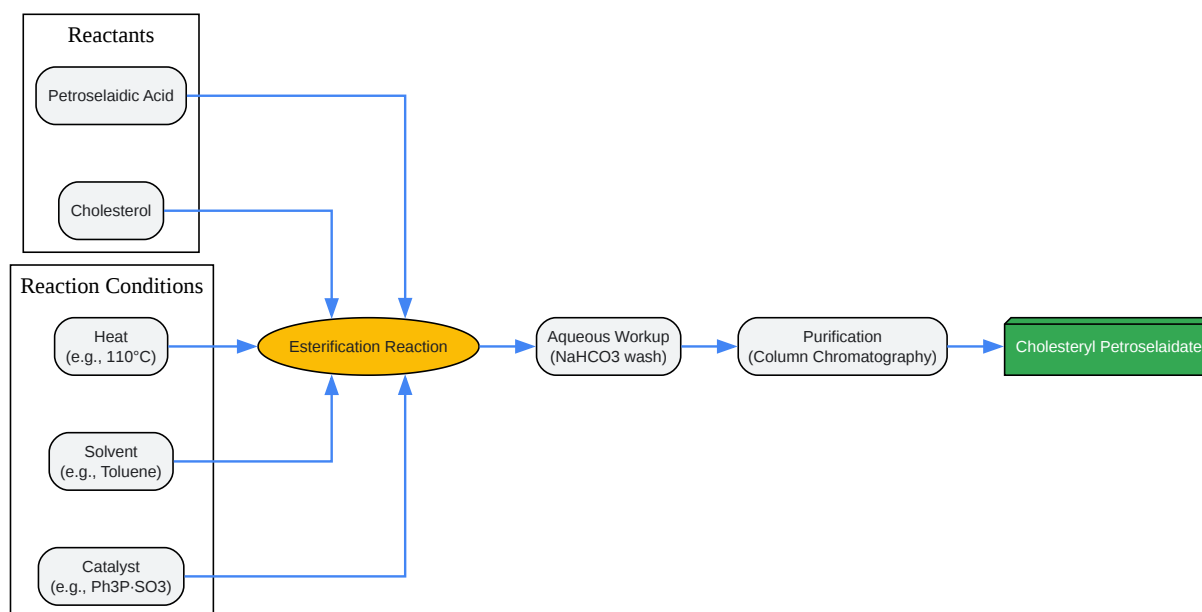 Reactants
Petroselaidic Acid
Cholesterol
Reaction Conditions
Heat
(e.g., 110°C)
Solvent
(e.g., Toluene)
Catalyst
(e.g., Ph3P·SO3)
Esterification Reaction
Aqueous Workup
(NaHCO3 wash)
Purification
(Column Chromatography)
Cholesteryl Petroselaidate